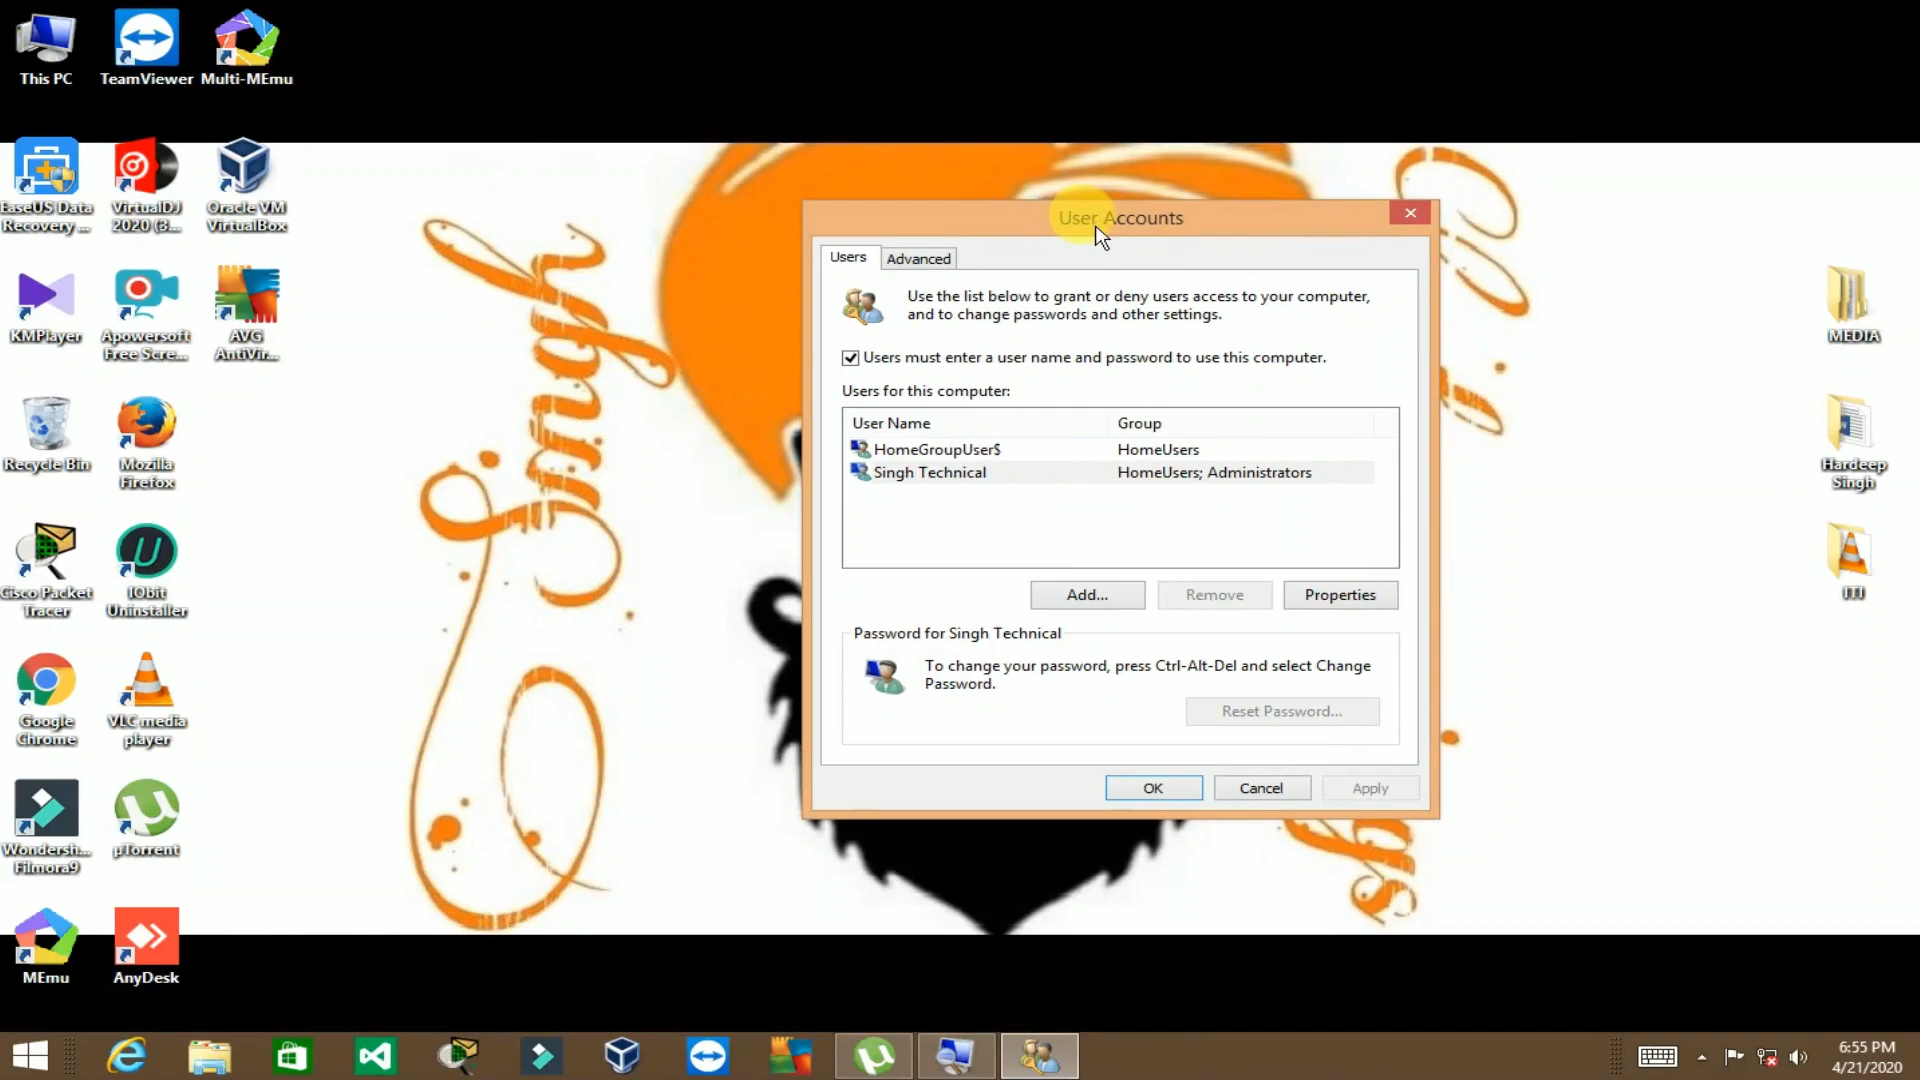 This PC
TeamViewer
Multi-MEmu
EaseUS Data
Recovery ...
VirtualDJ
2020 (3...
Oracle VM
VirtualBox
KMPlayer
Apowersoft
Free Scre...
AVG
AntiVir...
Recycle Bin
Mozilla
Firefox
Cisco Packet
Tracer
IObit
Uninstaller
Google
Chrome
VLC media
player
Wondersh...
Filmora9
µTorrent
MEmu
AnyDesk
Singh
User Accounts
Users
Advanced
Use the list below to grant or deny users access to your computer,
and to change passwords and other settings.
Users must enter a user name and password to use this computer.
Users for this computer:
User Name Group
HomeGroupUser$ HomeUsers
Singh Technical HomeUsers; Administrators
Add...
Remove
Properties
Password for Singh Technical
To change your password, press Ctrl-Alt-Del and select Change
Password.
Reset Password...
OK
Cancel
Apply
MEDIA
Hardeep
Singh
ITI
6:55 PM
4/21/2020